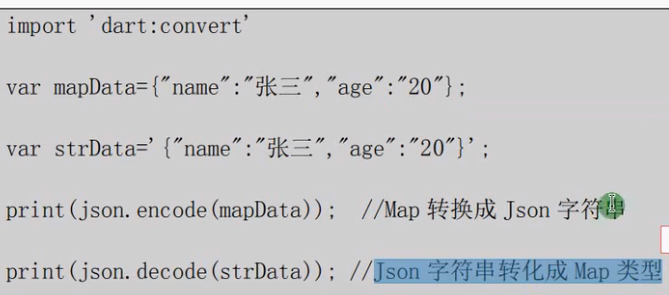 import 'dart:convert'
var mapData={"name":"张三","age":"20"};
var strData='{"name":"张三","age":"20"}';
print(json.encode(mapData)); //Map 转换成 Json 字符串
print(json.decode(strData)); //Json 字符串转化成 Map 类型